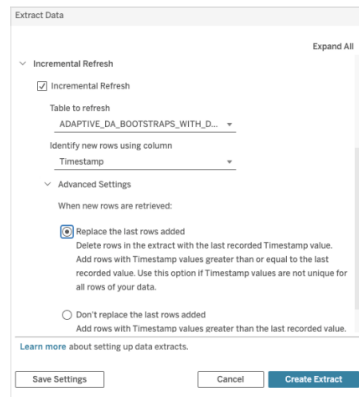 Extract Data
Expand All
Incremental Refresh
Incremental Refresh
Table to refresh
ADAPTIVE_DA_BOOTSTRAPS_WITH_D...
Identify new rows using column
Timestamp
Advanced Settings
When new rows are retrieved:
Replace the last rows added
Delete rows in the extract with the last recorded Timestamp value.
Add rows with Timestamp values greater than or equal to the last
recorded value. Use this option if Timestamp values are not unique for
all rows of your data.
Don't replace the last rows added
Add rows with Timestamp values greater than the last recorded value.
Learn more about setting up data extracts.
Save Settings Cancel Create Extract